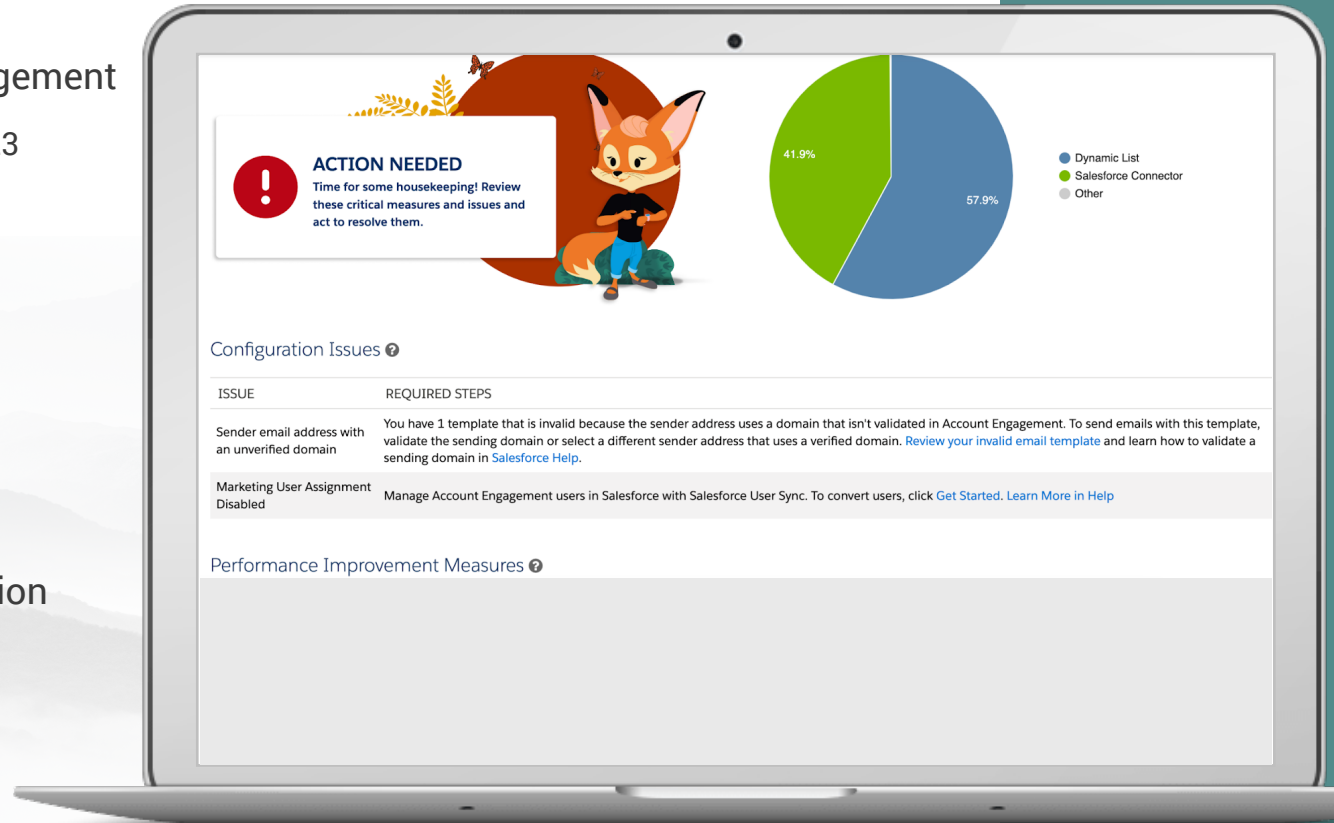 gement
3
ion
ACTION NEEDED
Time for some housekeeping! Review
these critical measures and issues and
act to resolve them.
41.9%
57.9%
Dynamic List
Salesforce Connector
Other
Configuration Issues
ISSUE REQUIRED STEPS
Sender email address with
an unverified domain
You have 1 template that is invalid because the sender address uses a domain that isn't validated in Account Engagement. To send emails with this template,
validate the sending domain or select a different sender address that uses a verified domain. Review your invalid email template and learn how to validate a
sending domain in Salesforce Help.
Marketing User Assignment
Disabled
Manage Account Engagement users in Salesforce with Salesforce User Sync. To convert users, click Get Started. Learn More in Help
Performance Improvement Measures